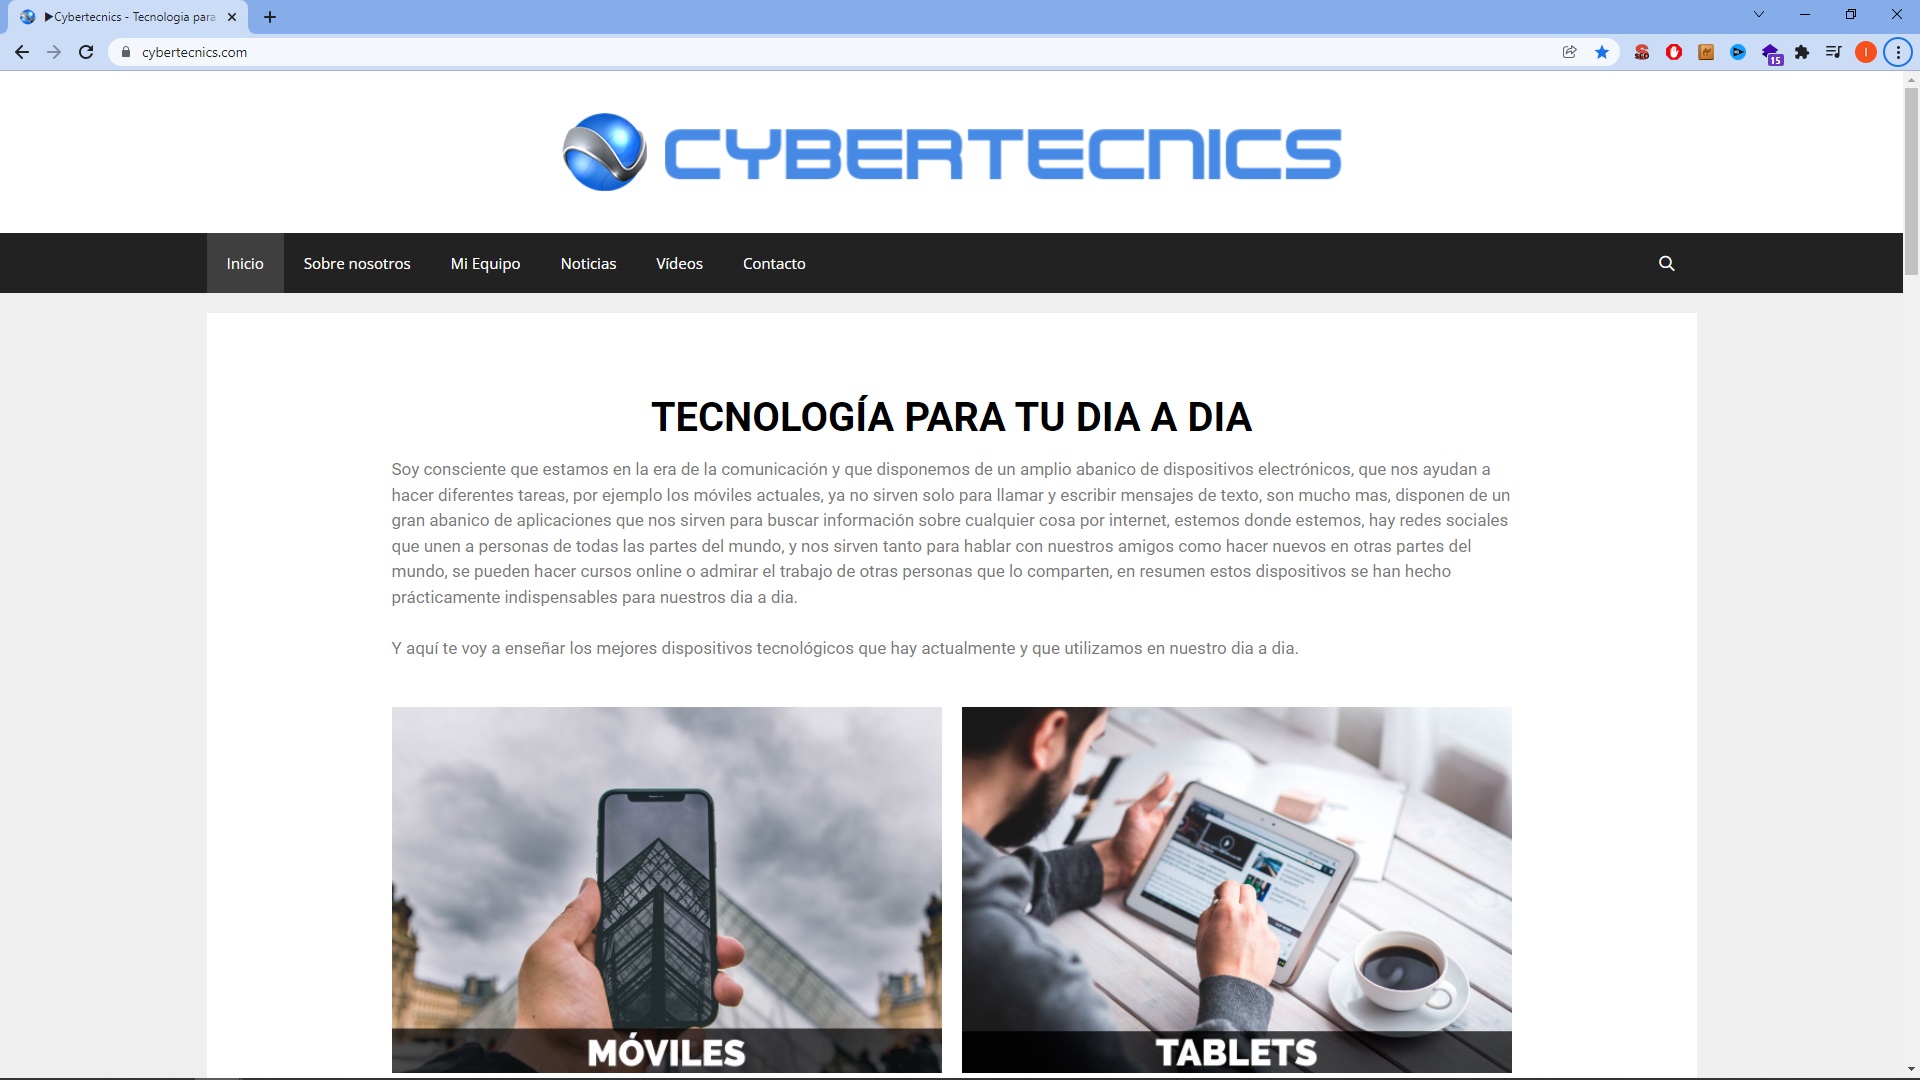 ▶Cybertecnics - Tecnología para
cybertecnics.com
SEO
15
I
CYBERTECNICS
Inicio
Sobre nosotros
Mi Equipo
Noticias
Vídeos
Contacto
TECNOLOGÍA PARA TU DIA A DIA
Soy consciente que estamos en la era de la comunicación y que disponemos de un amplio abanico de dispositivos electrónicos, que nos ayudan a
hacer diferentes tareas, por ejemplo los móviles actuales, ya no sirven solo para llamar y escribir mensajes de texto, son mucho mas, disponen de un
gran abanico de aplicaciones que nos sirven para buscar información sobre cualquier cosa por internet, estemos donde estemos, hay redes sociales
que unen a personas de todas las partes del mundo, y nos sirven tanto para hablar con nuestros amigos como hacer nuevos en otras partes del
mundo, se pueden hacer cursos online o admirar el trabajo de otras personas que lo comparten, en resumen estos dispositivos se han hecho
prácticamente indispensables para nuestros dia a dia.
Y aquí te voy a enseñar los mejores dispositivos tecnológicos que hay actualmente y que utilizamos en nuestro dia a dia.
MÓVILES
TABLETS